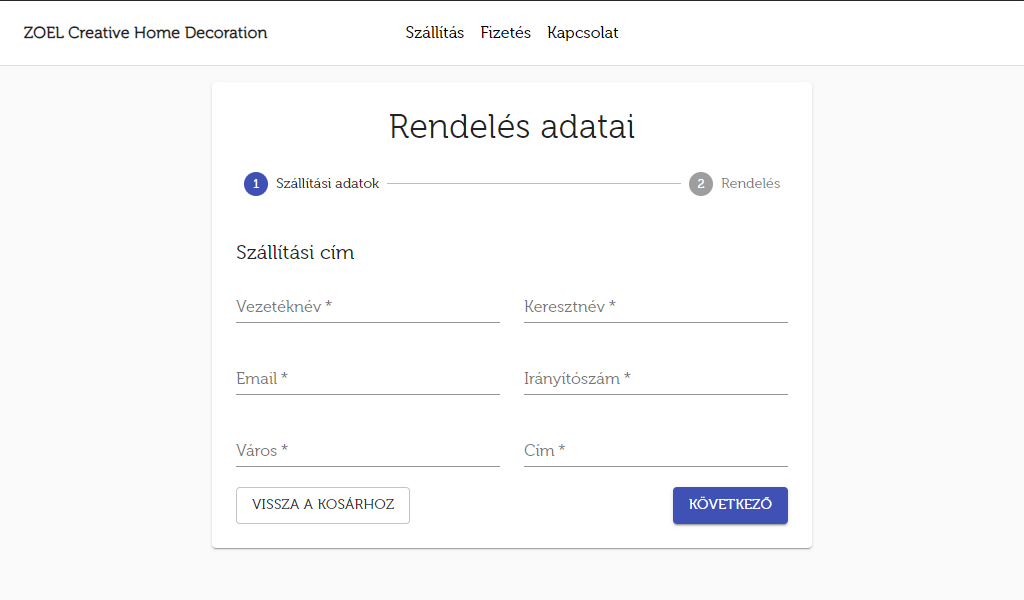 ZOEL Creative Home Decoration Szállítás Fizetés Kapcsolat
Rendelés adatai
1 Szállítási adatok 2 Rendelés
Szállítási cím
Vezetéknév * Keresztnév *
Email * Irányítószám *
Város * Cím *
VISSZA A KOSÁRHOZ KÖVETKEZŐ